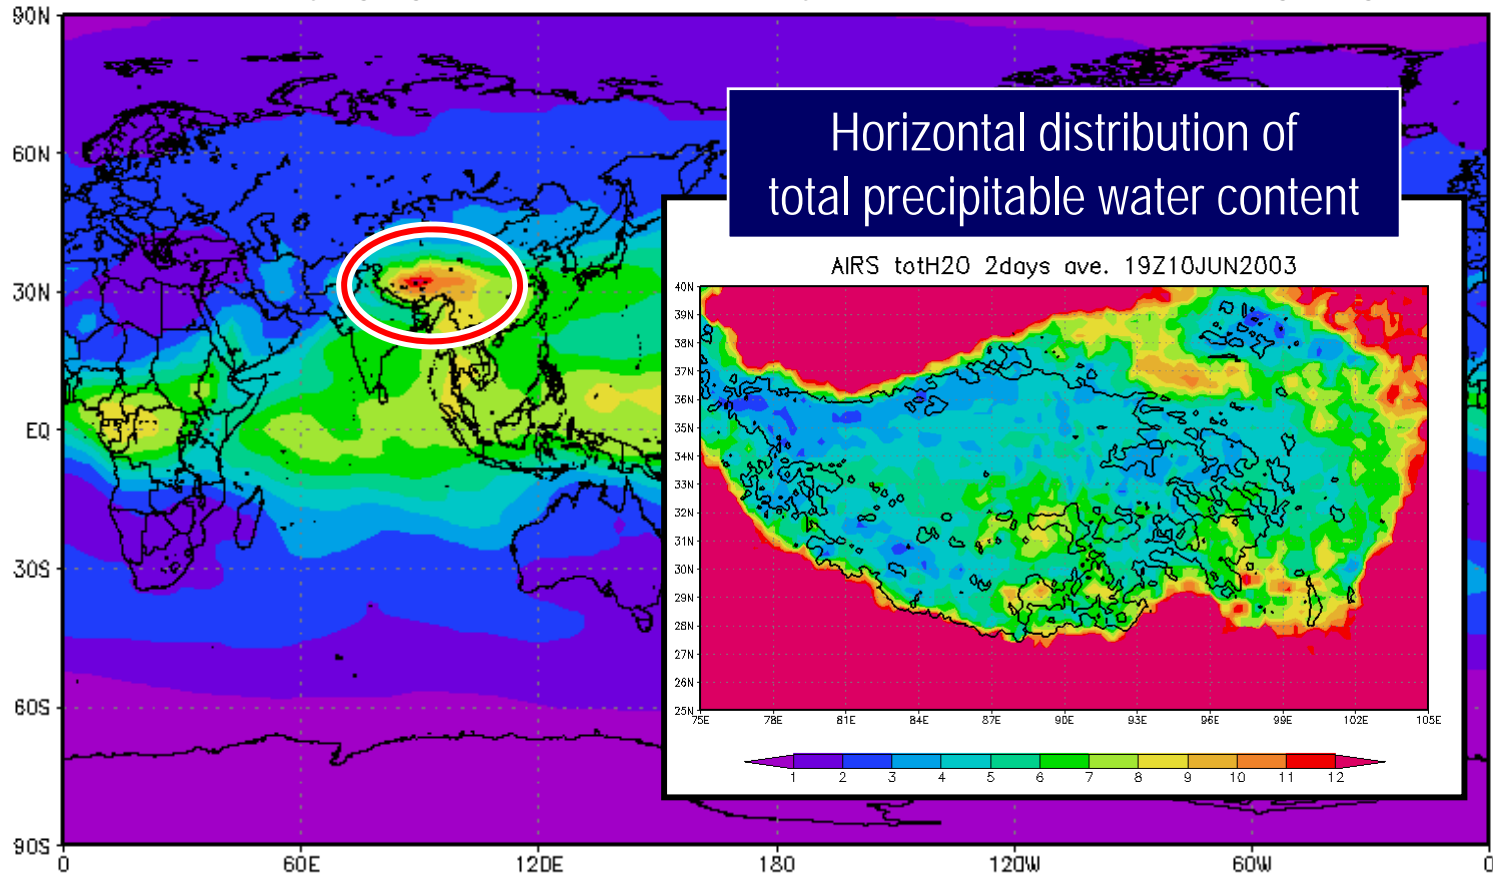 90N
60N
30N
EQ
30S
60S
90S
0
60E
120E
180
120W
60W
0
Horizontal distribution of
total precipitable water content
AIRS totH2O 2days ave. 19Z10JUN2003
40N
39N
38N
37N
36N
35N
34N
33N
32N
31N
30N
29N
28N
27N
26N
25N
75E 78E 81E 84E 87E 90E 93E 96E 99E 102E 105E
1 2 3 4 5 6 7 8 9 10 11 12